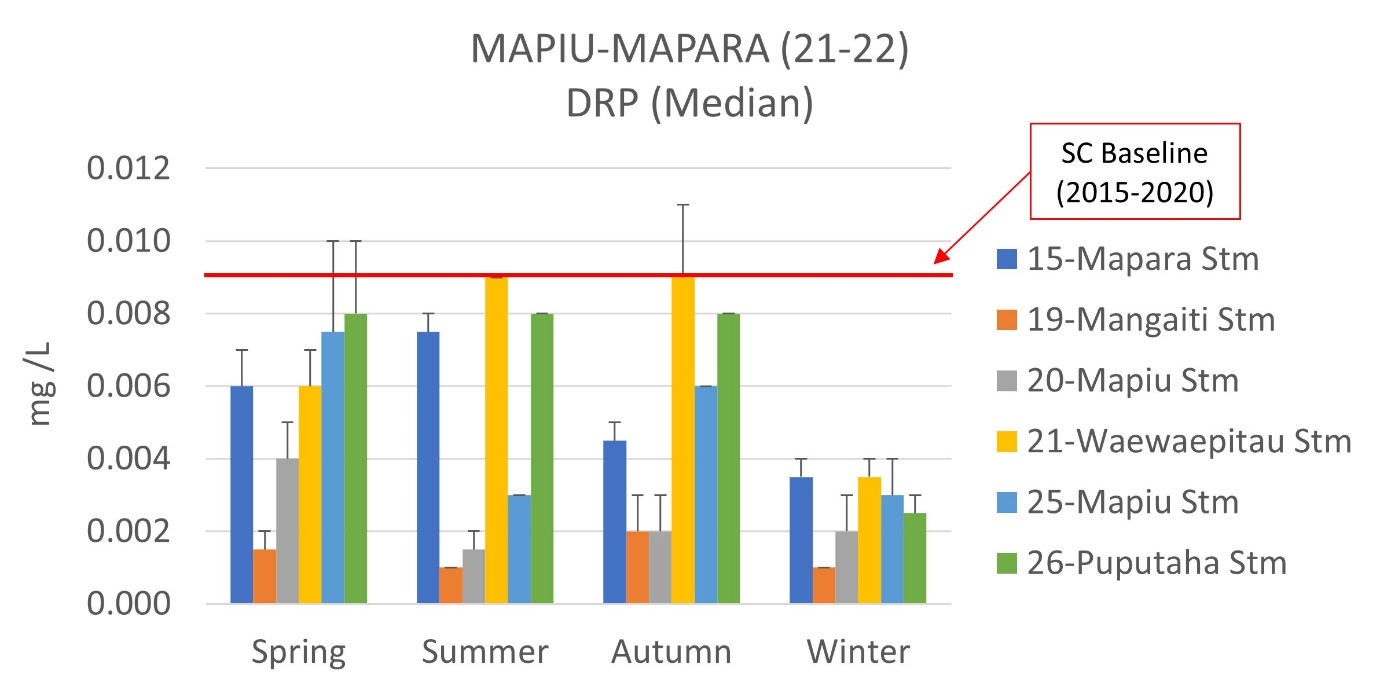 MAPIU-MAPARA (21-22)
DRP (Median)
SC Baseline
(2015-2020)
0.012
0.010
0.008
0.006
0.004
0.002
0.000
mg /L
Spring
Summer
Autumn
Winter
15-Mapara Stm
19-Mangaiti Stm
20-Mapiu Stm
21-Waewaepitau Stm
25-Mapiu Stm
26-Puputaha Stm